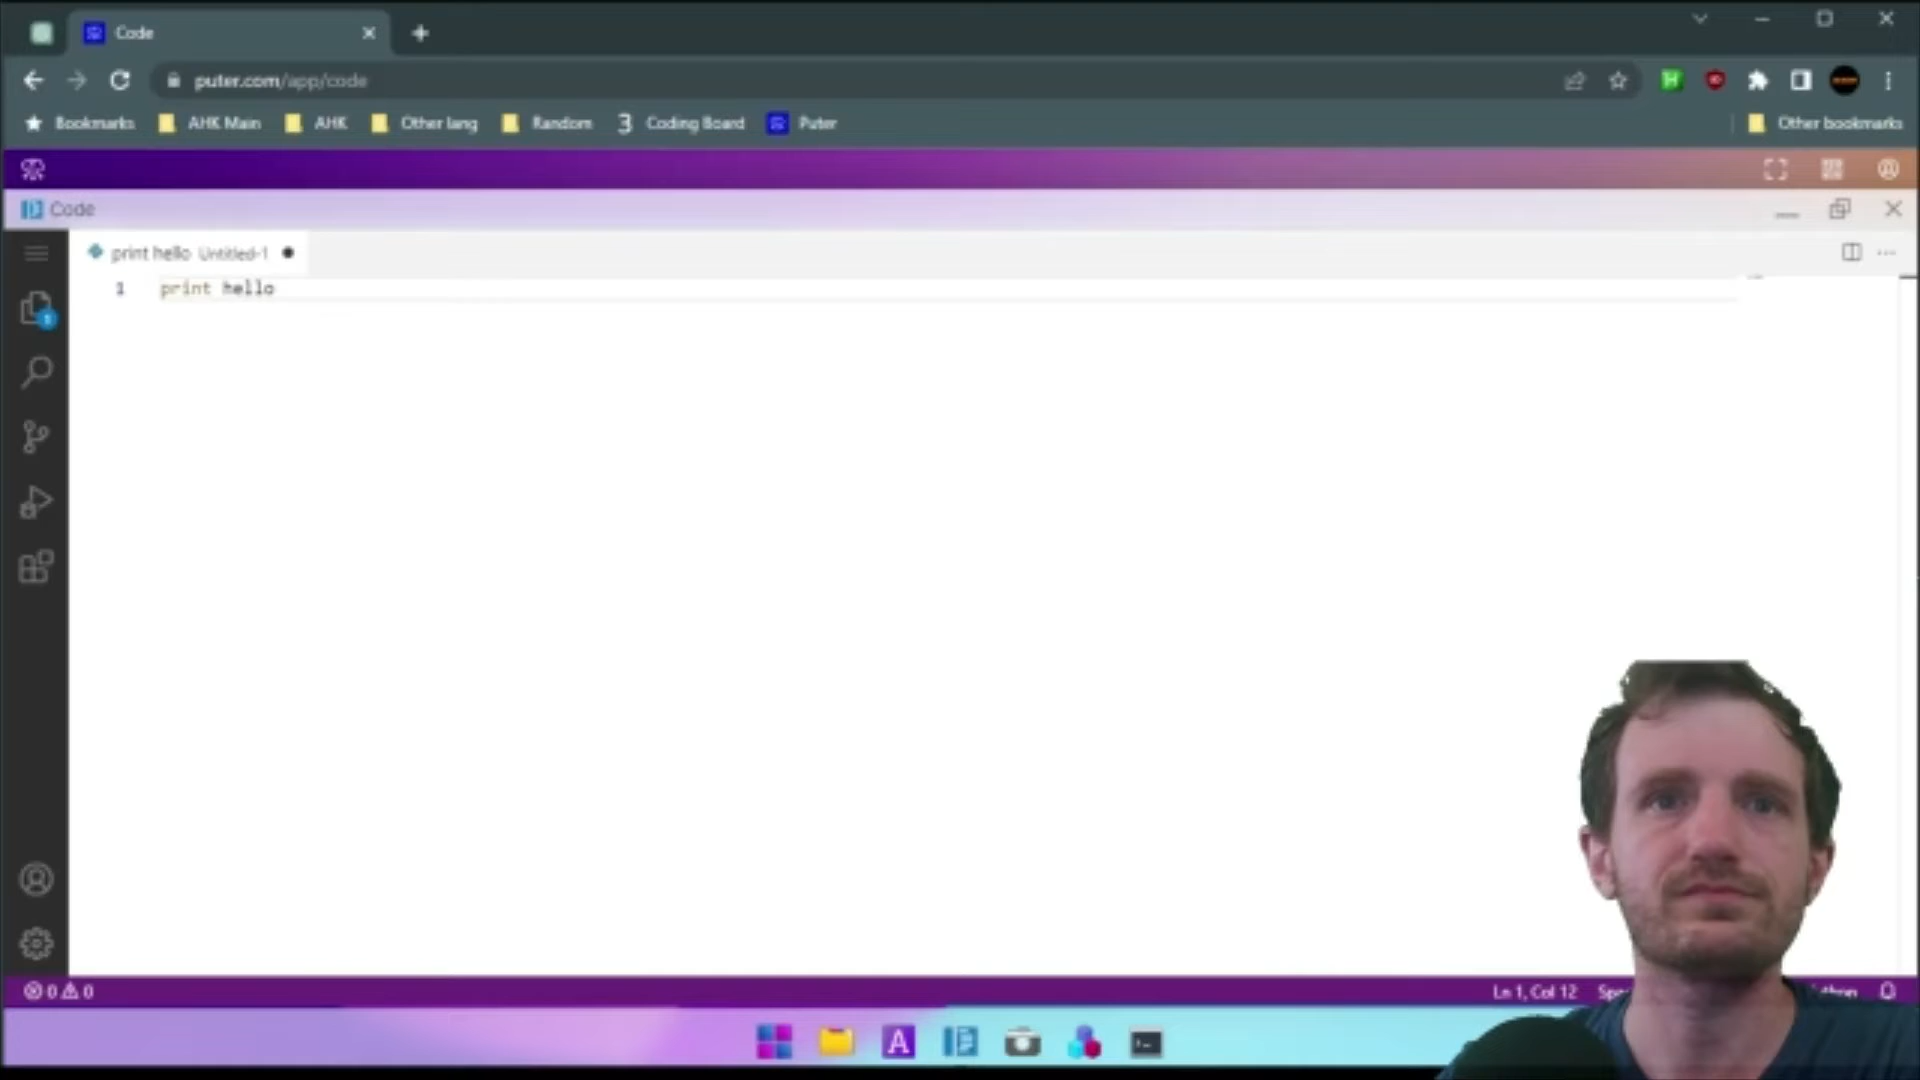 Code
puter.com/app/code
Bookmarks AHK Main AHK Other lang Random 3 Coding Board Puter Other bookmarks
Code
print hello Untitled-1
1 print hello
0 0 Ln 1, Col 12
A